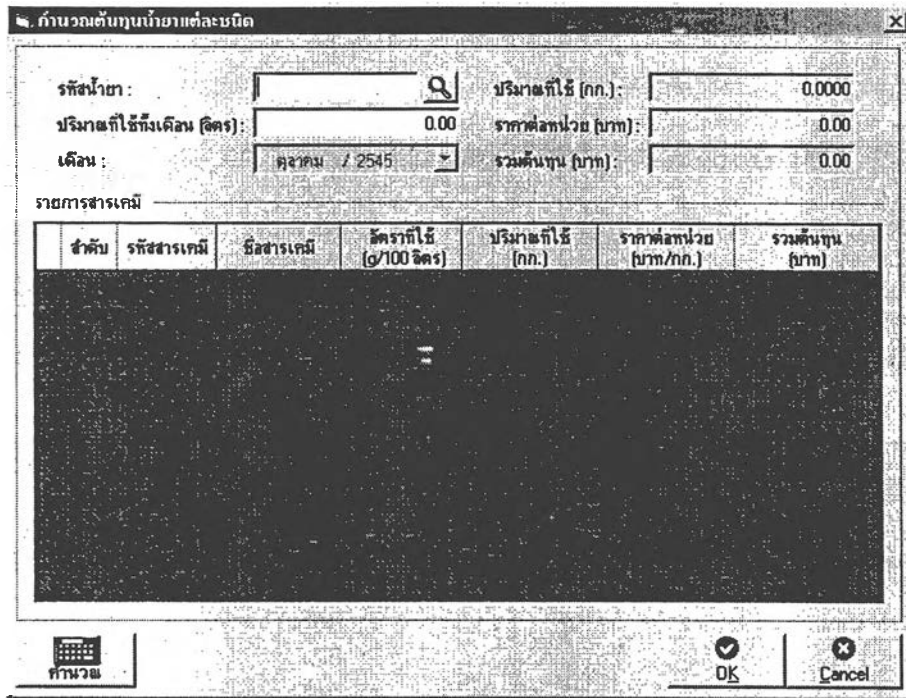 คำนวณต้นทุนน้ำยาแต่ละชนิด
รหัสน้ำยา :
ปริมาณที่ใช้ (กก.) : 0.0000
ปริมาณที่ใช้ทั้งเดือน (ลิตร) : 0.00
ราคาต่อหน่วย (บาท) : 0.00
เดือน : ตุลาคม / 2545
รวมต้นทุน (บาท) : 0.00
รายการสารเคมี
ลำดับ รหัสสารเคมี ชื่อสารเคมี อัตราที่ใช้ (g/100 ลิตร) ปริมาณที่ใช้ (กก.) ราคาต่อหน่วย (บาท/กก.) รวมต้นทุน (บาท)
คำนวณ OK Cancel